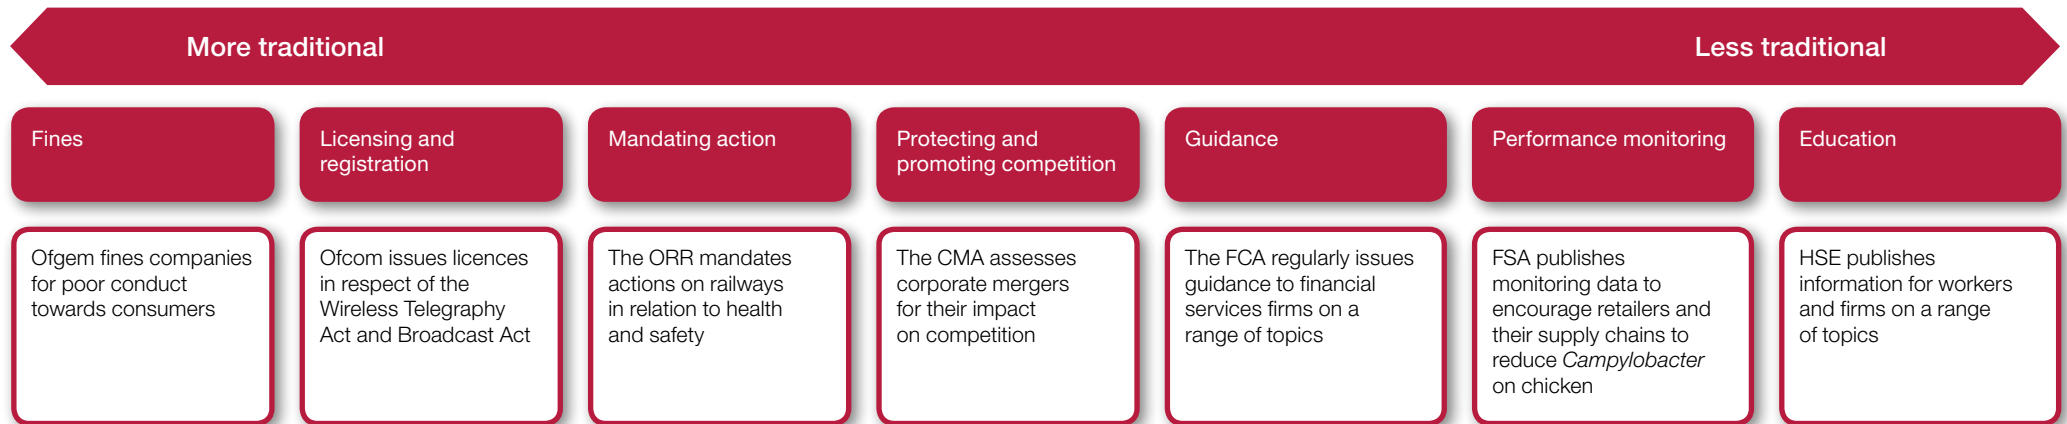 More traditional
Less traditional
Fines
Licensing and
registration
Mandating action
Protecting and
promoting competition
Guidance
Performance monitoring
Education
Ofgem fines companies
for poor conduct
towards consumers
Ofcom issues licences
in respect of the
Wireless Telegraphy
Act and Broadcast Act
The ORR mandates
actions on railways
in relation to health
and safety
The CMA assesses
corporate mergers
for their impact
on competition
The FCA regularly issues
guidance to financial
services firms on a
range of topics
FSA publishes
monitoring data to
encourage retailers and
their supply chains to
reduce Campylobacter
on chicken
HSE publishes
information for workers
and firms on a range
of topics